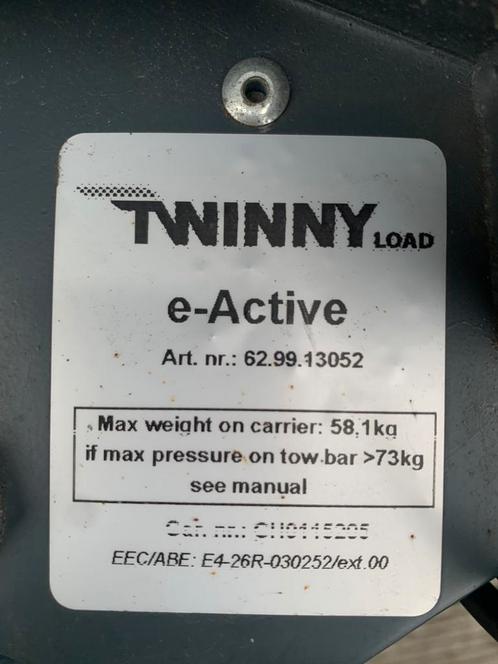 TWINNY LOAD
e-Active
Art. nr.: 62.99.13052
Max weight on carrier: 58,1kg
if max pressure on tow bar >73kg
see manual
EEC/ABE: E4-26R-030252/ext.00